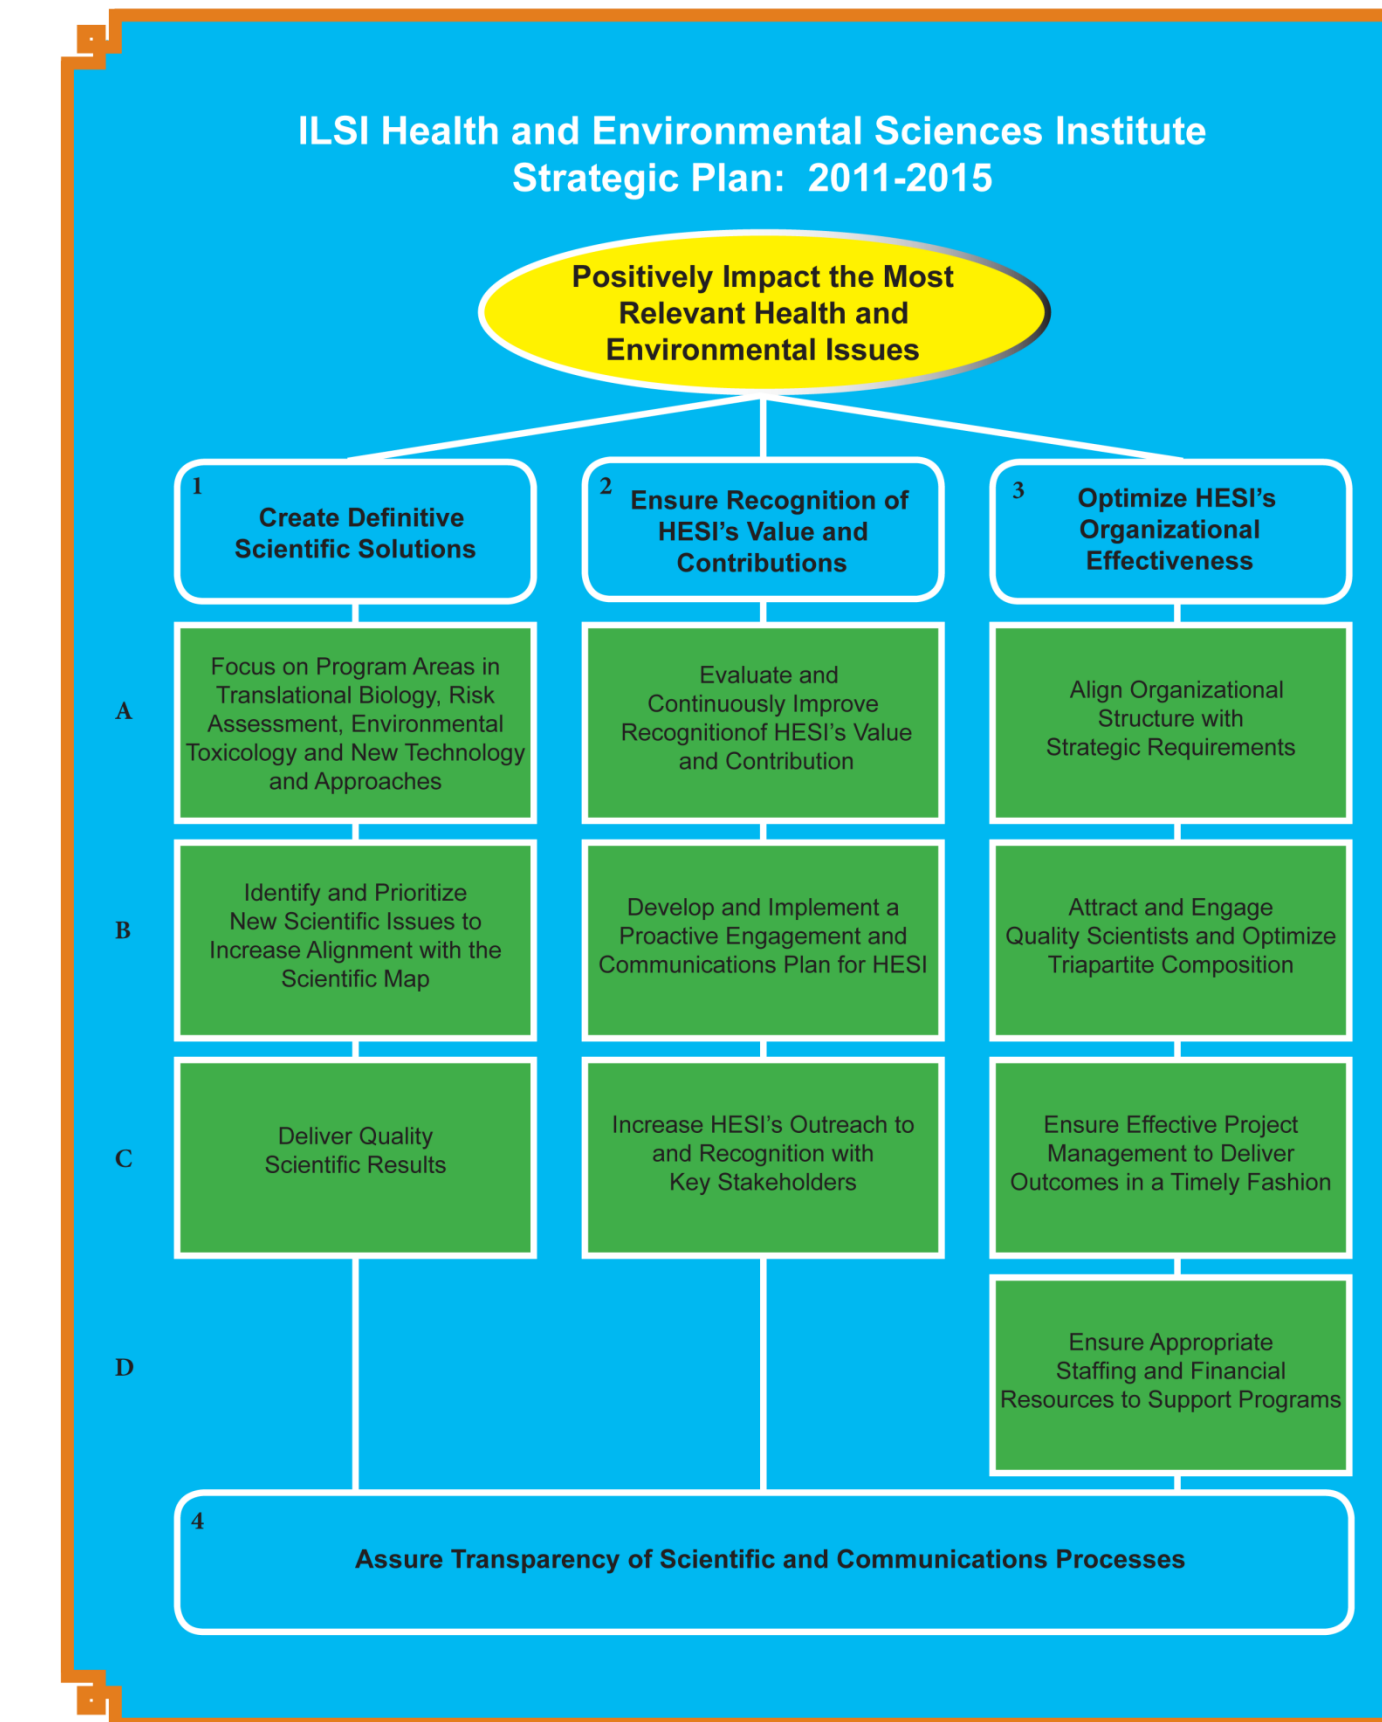 ILSI Health and Environmental Sciences Institute
Strategic Plan: 2011-2015
Positively Impact the Most
Relevant Health and
Environmental Issues
1
Create Definitive
Scientific Solutions
2
Ensure Recognition of
HESI’s Value and
Contributions
3
Optimize HESI’s
Organizational
Effectiveness
A
Focus on Program Areas in
Translational Biology, Risk
Assessment, Environmental
Toxicology and New Technology
and Approaches
Evaluate and
Continuously Improve
Recognitionof HESI’s Value
and Contribution
Align Organizational
Structure with
Strategic Requirements
B
Identify and Prioritize
New Scientific Issues to
Increase Alignment with the
Scientific Map
Develop and Implement a
Proactive Engagement and
Communications Plan for HESI
Attract and Engage
Quality Scientists and Optimize
Triapartite Composition
C
Deliver Quality
Scientific Results
Increase HESI’s Outreach to
and Recognition with
Key Stakeholders
Ensure Effective Project
Management to Deliver
Outcomes in a Timely Fashion
D
Ensure Appropriate
Staffing and Financial
Resources to Support Programs
4
Assure Transparency of Scientific and Communications Processes